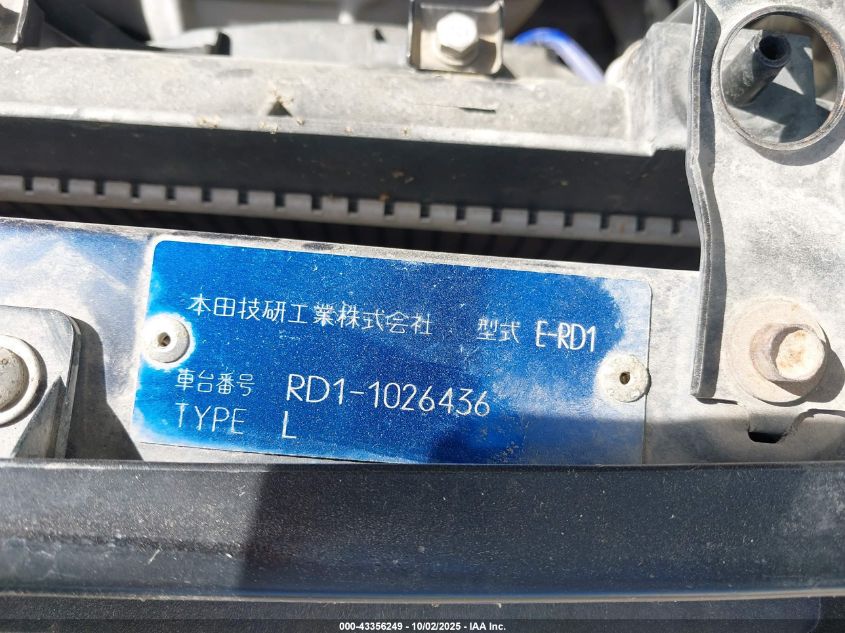 本田技研工業株式会社 型式 E-RD1
車台番号 RD1-1026436
TYPE L
000-43356249 - 10/02/2025 - IAA Inc.